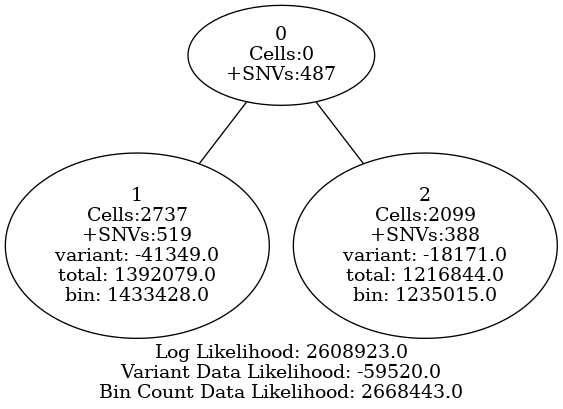 0
Cells:0
+SNVs:487
1
Cells:2737
+SNVs:519
variant: -41349.0
total: 1392079.0
bin: 1433428.0
2
Cells:2099
+SNVs:388
variant: -18171.0
total: 1216844.0
bin: 1235015.0
Log Likelihood: 2608923.0
Variant Data Likelihood: -59520.0
Bin Count Data Likelihood: 2668443.0